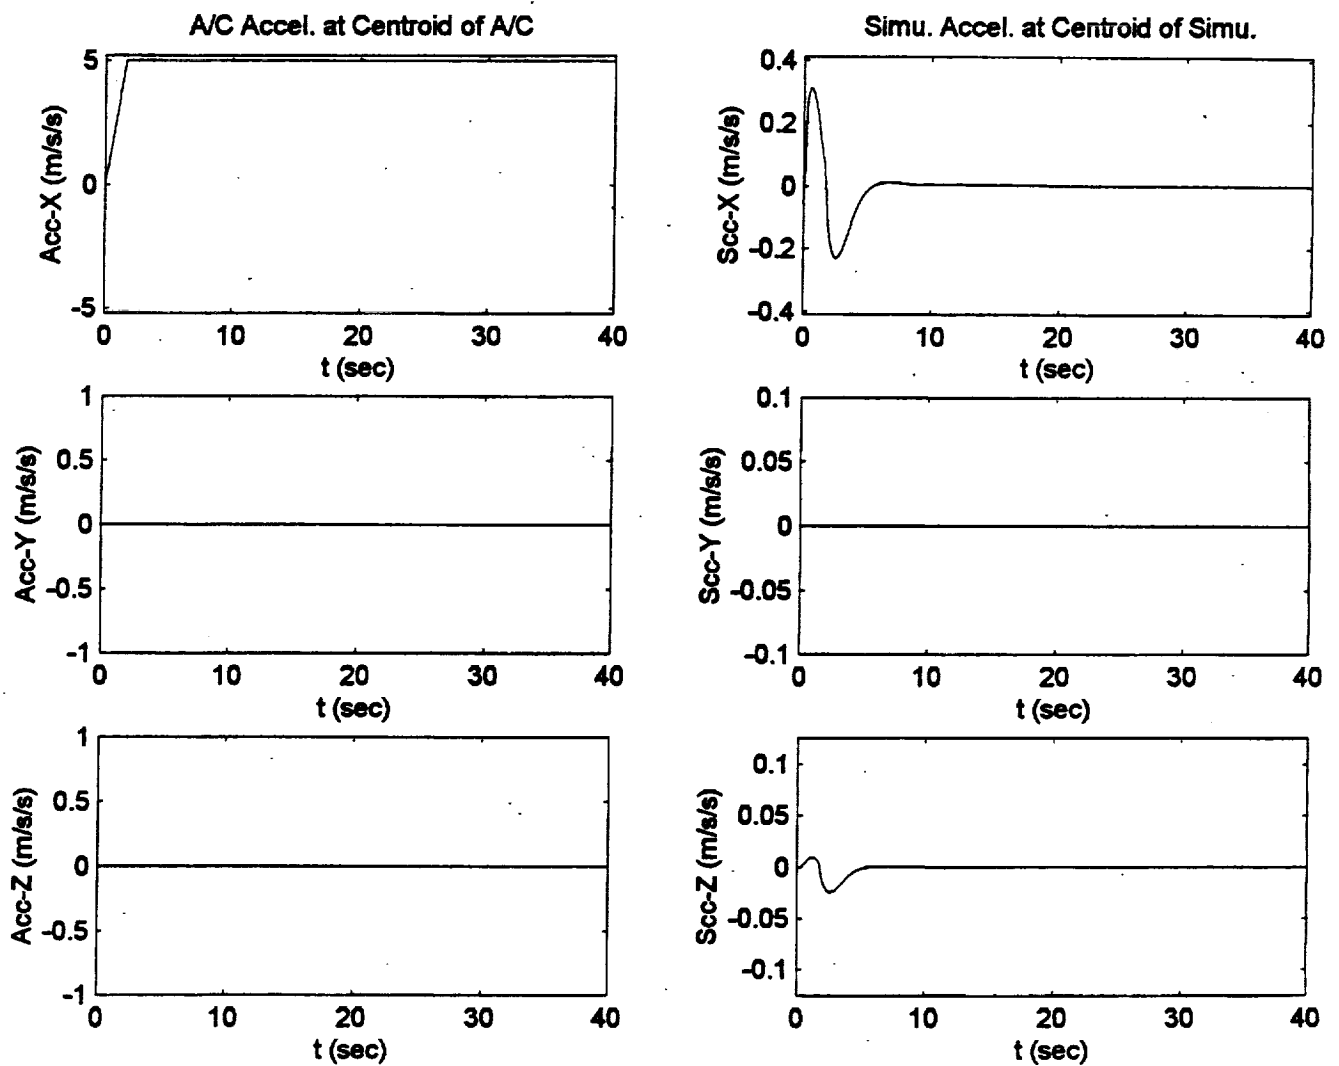 A/C Accel. at Centroid of A/C
5
0
-5
Acc-X (m/s/s)
0 10 20 30 40
t (sec)
Simu. Accel. at Centroid of Simu.
0.4
0.2
0
-0.2
-0.4
Scc-X (m/s/s)
0 10 20 30 40
t (sec)
1
0.5
0
-0.5
-1
Acc-Y (m/s/s)
0 10 20 30 40
t (sec)
0.1
0.05
0
-0.05
-0.1
Scc-Y (m/s/s)
0 10 20 30 40
t (sec)
1
0.5
0
-0.5
-1
Acc-Z (m/s/s)
0 10 20 30 40
t (sec)
0.1
0.05
0
-0.05
-0.1
Scc-Z (m/s/s)
0 10 20 30 40
t (sec)